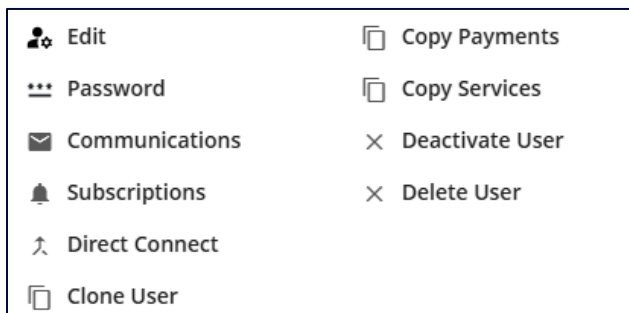 Edit
Password
Communications
Subscriptions
Direct Connect
Clone User
Copy Payments
Copy Services
Deactivate User
Delete User